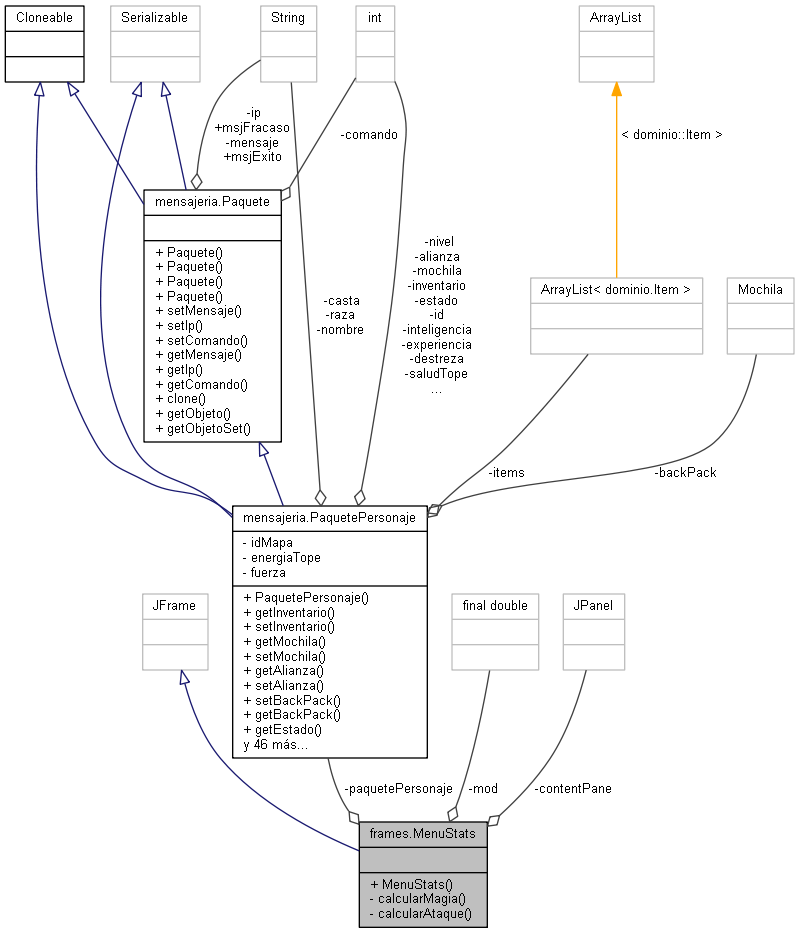 Cloneable
Serializable
String
int
ArrayList
-ip
+msjFracaso
-mensaje
+msjExito
-comando
< dominio::Item >
mensajeria.Paquete
+ Paquete()
+ Paquete()
+ Paquete()
+ Paquete()
+ setMensaje()
+ setIp()
+ setComando()
+ getMensaje()
+ getIp()
+ getComando()
+ clone()
+ getObjeto()
+ getObjetoSet()
-casta
-raza
-nombre
-nivel
-alianza
-mochila
-inventario
-estado
-id
-inteligencia
-experiencia
-destreza
-saludTope
...
ArrayList< dominio.Item >
Mochila
-items
-backPack
mensajeria.PaquetePersonaje
- idMapa
- energiaTope
- fuerza
+ PaquetePersonaje()
+ getInventario()
+ setInventario()
+ getMochila()
+ setMochila()
+ getAlianza()
+ setAlianza()
+ setBackPack()
+ getBackPack()
+ getEstado()
y 46 más...
JFrame
final double
JPanel
-paquetePersonaje
-mod
-contentPane
frames.MenuStats
+ MenuStats()
- calcularMagia()
- calcularAtaque()